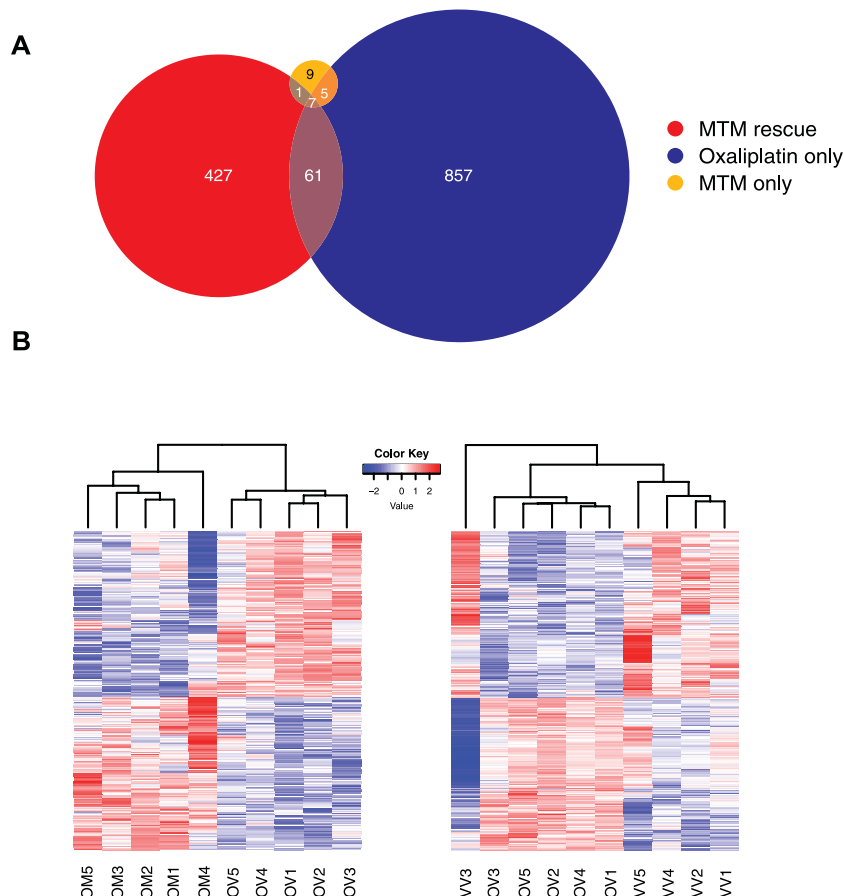 A
9
1
5
7
427
61
857
MTM rescue
Oxaliplatin only
MTM only
B
Color Key
−2 0 1 2
Value
OM5 OM3 OM2 OM1 OM4 OV5 OV4 OV1 OV2 OV3
VV3 OV3 OV5 OV2 OV4 OV1 VV5 VV4 VV2 VV1